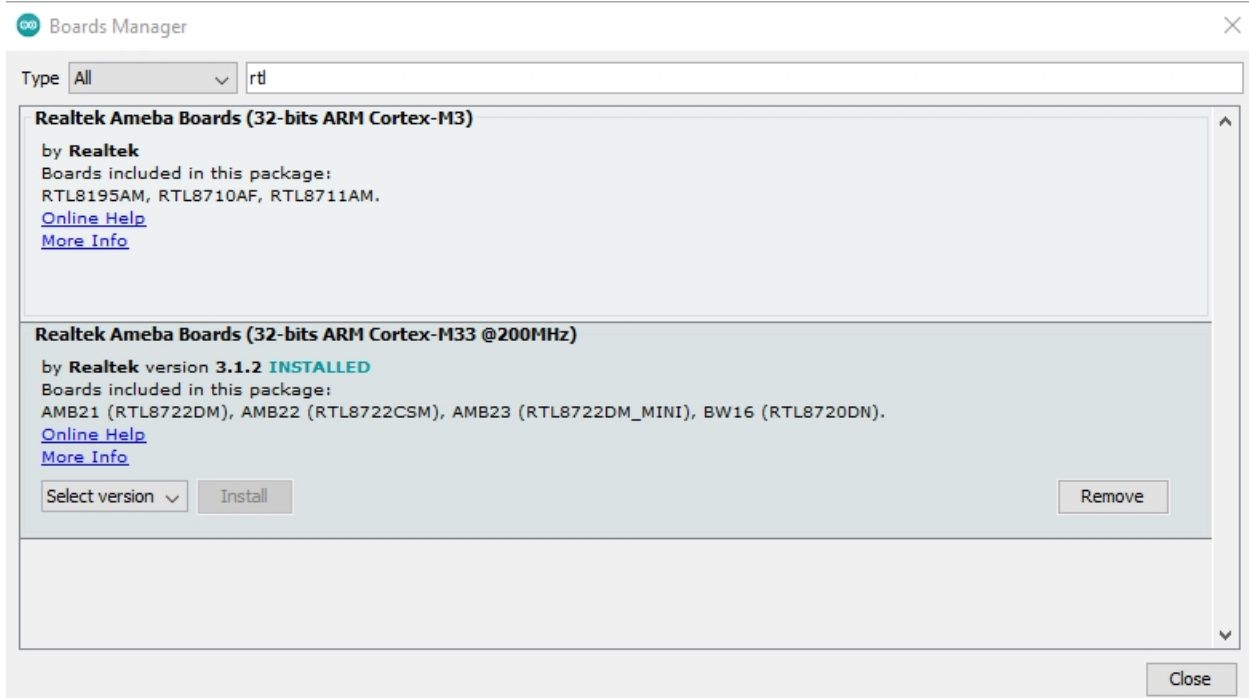 Boards Manager
Type All rtl
Realtek Ameba Boards (32-bits ARM Cortex-M3)
by Realtek
Boards included in this package:
RTL8195AM, RTL8710AF, RTL8711AM.
Online Help
More Info
Realtek Ameba Boards (32-bits ARM Cortex-M33 @200MHz)
by Realtek version 3.1.2 INSTALLED
Boards included in this package:
AMB21 (RTL8722DM), AMB22 (RTL8722CSM), AMB23 (RTL8722DM_MINI), BW16 (RTL8720DN).
Online Help
More Info
Select version Install Remove
Close